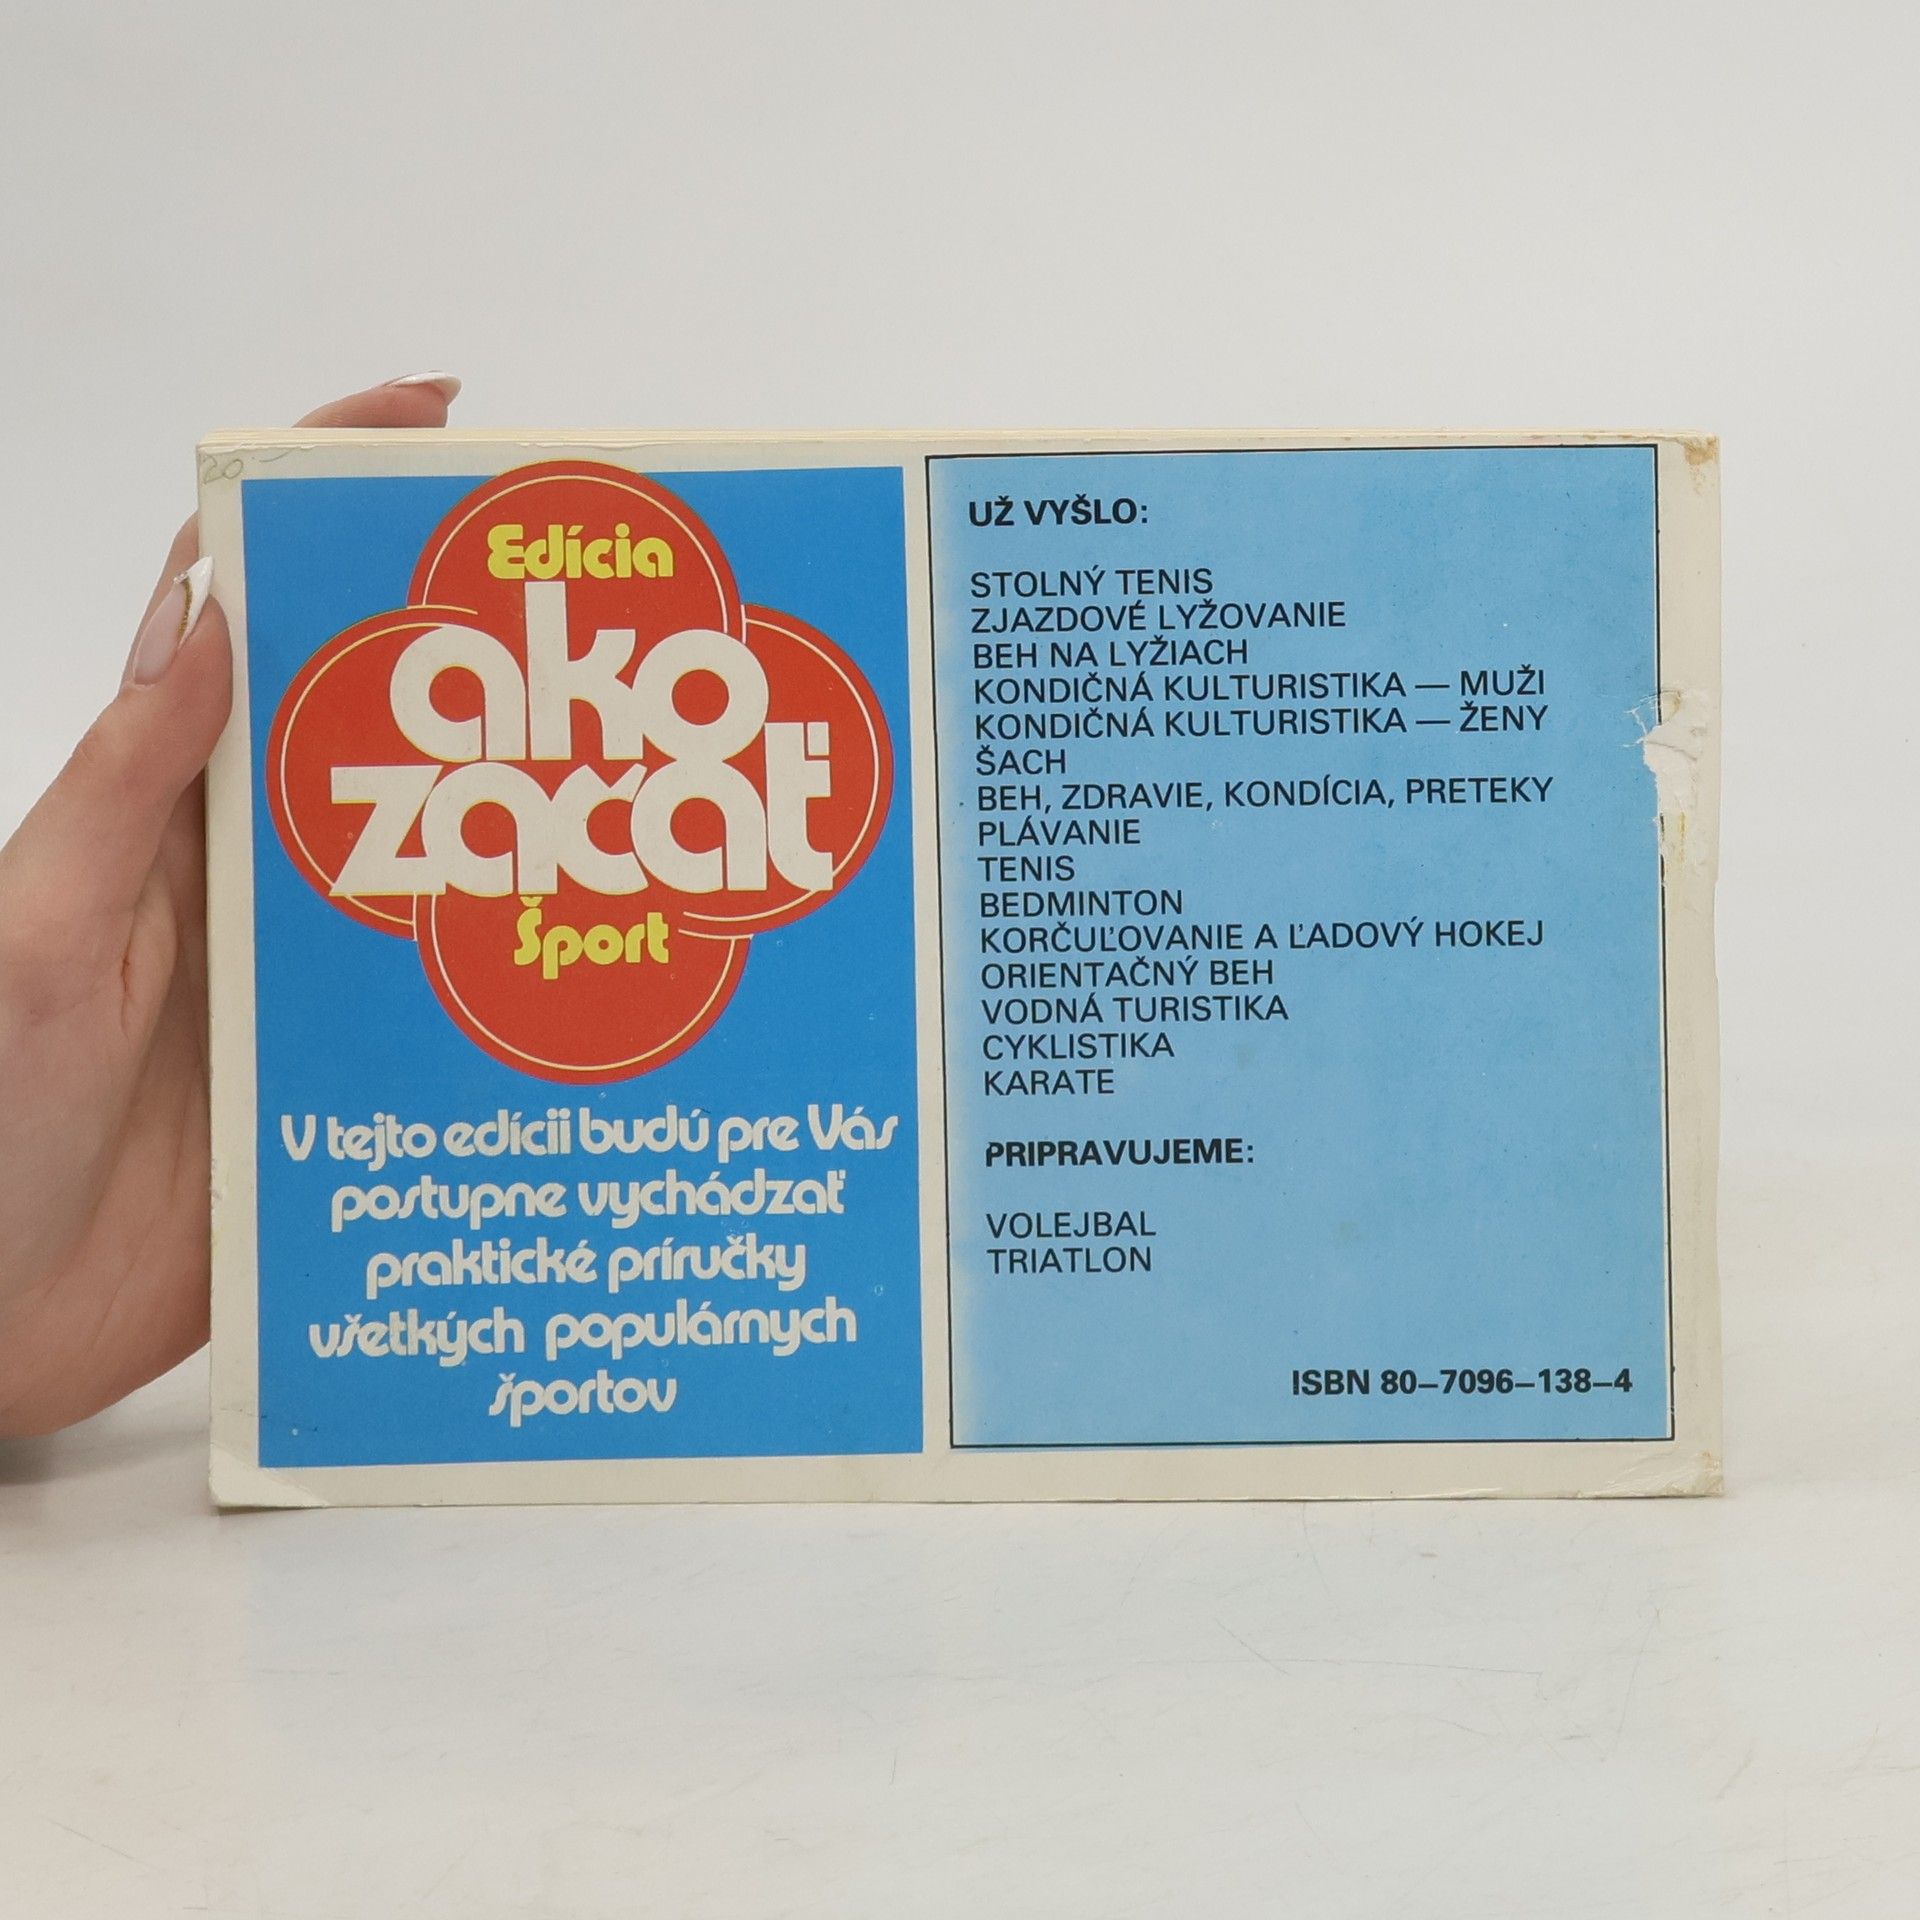 20.-
Edícia
ako
začať
Šport
V tejto edícii budú pre Vás
postupne vychádzať
praktické príručky
všetkých populárnych
športov
UŽ VYŠLO:
STOLNÝ TENIS
ZJAZDOVÉ LYŽOVANIE
BEH NA LYŽIACH
KONDIČNÁ KULTURISTIKA — MUŽI
KONDIČNÁ KULTURISTIKA — ŽENY
ŠACH
BEH, ZDRAVIE, KONDÍCIA, PRETEKY
PLÁVANIE
TENIS
BEDMINTON
KORČUĽOVANIE A ĽADOVÝ HOKEJ
ORIENTAČNÝ BEH
VODNÁ TURISTIKA
CYKLISTIKA
KARATE
PRIPRAVUJEME:
VOLEJBAL
TRIATLON
ISBN 80–7096–138–4